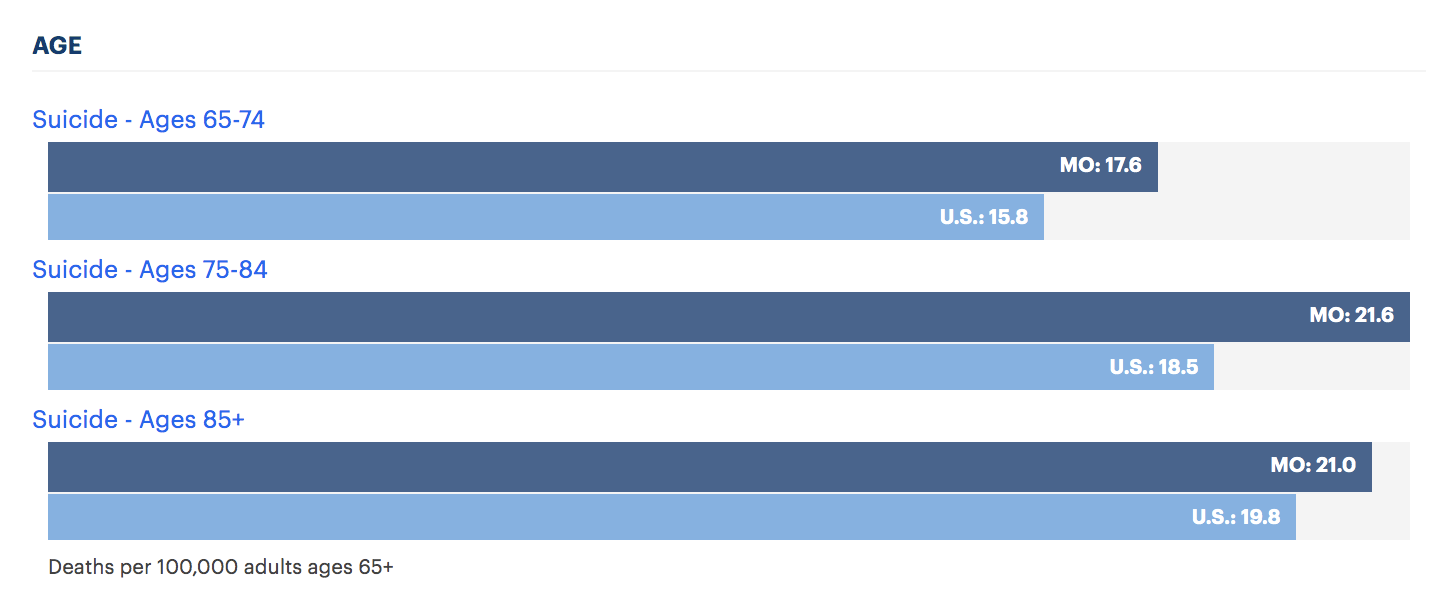 AGE
Suicide - Ages 65-74
MO: 17.6
U.S.: 15.8
Suicide - Ages 75-84
MO: 21.6
U.S.: 18.5
Suicide - Ages 85+
MO: 21.0
U.S.: 19.8
Deaths per 100,000 adults ages 65+